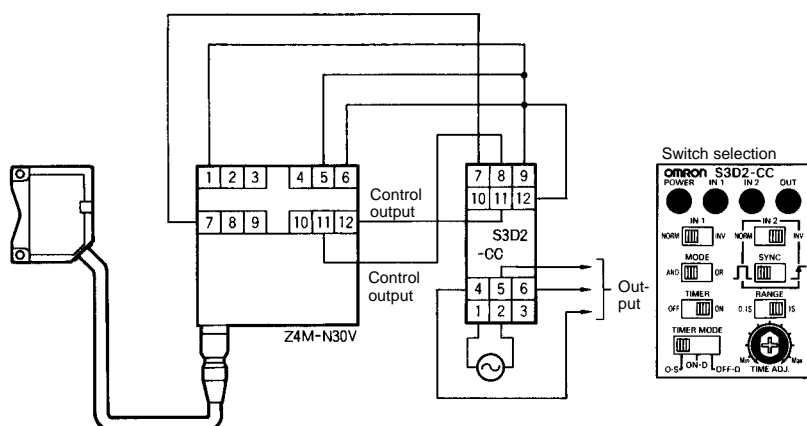 1 2 3 4 5 6
7 8 9 10 11 12
Z4M-N30V
Control
output
Control
output
7 8 9
10 11 12
S3D2
-CC
4 5 6
1 2 3
Out-
put
Switch selection
OMRON S3D2-CC
POWER IN 1 IN 2 OUT
IN 1 IN 2
NORM INV NORM INV
MODE SYNC
AND OR
TIMER RANGE
OFF ON 0.1S 1S
TIMER MODE
Min Max
O-S ON-D OFF-D TIME ADJ.